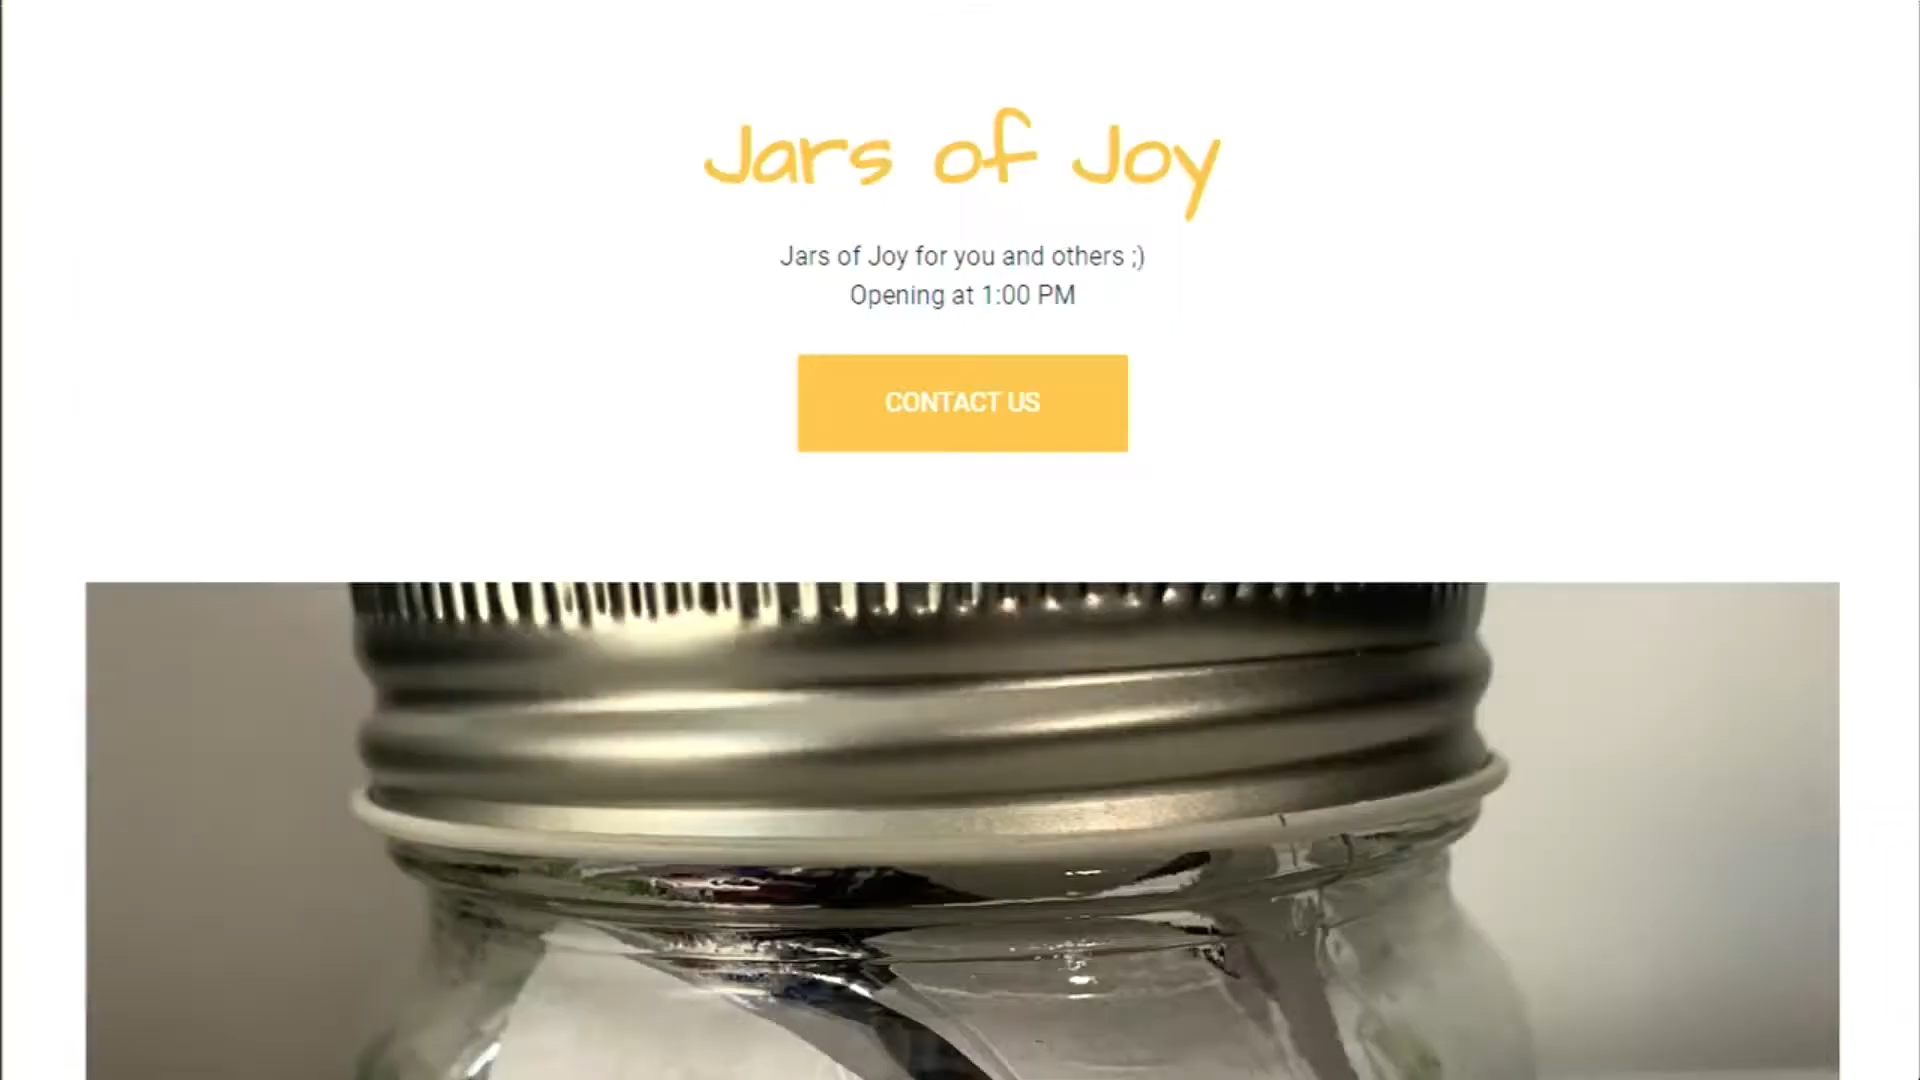 Jars of Joy
Jars of Joy for you and others ;)
Opening at 1:00 PM
CONTACT US